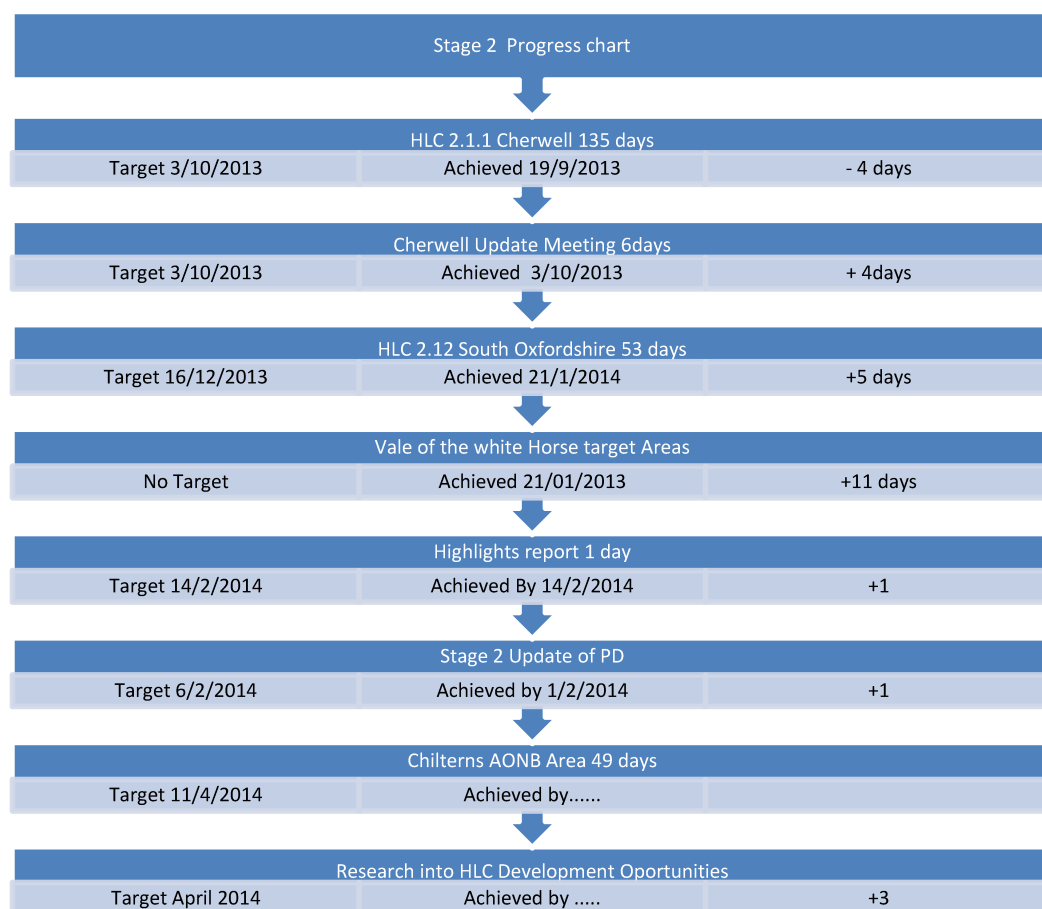 Stage 2  Progress chart
HLC 2.1.1 Cherwell 135 days
Target 3/10/2013 Achieved 19/9/2013 - 4 days
Cherwell Update Meeting 6days
Target 3/10/2013 Achieved  3/10/2013 + 4days
HLC 2.12 South Oxfordshire 53 days
Target 16/12/2013 Achieved 21/1/2014 +5 days
Vale of the white Horse target Areas
No Target Achieved 21/01/2013 +11 days
Highlights report 1 day
Target 14/2/2014 Achieved By 14/2/2014 +1
Stage 2 Update of PD
Target 6/2/2014 Achieved by 1/2/2014 +1
Chilterns AONB Area 49 days
Target 11/4/2014 Achieved by......
Research into HLC Development Oportunities
Target April 2014 Achieved by ..... +3